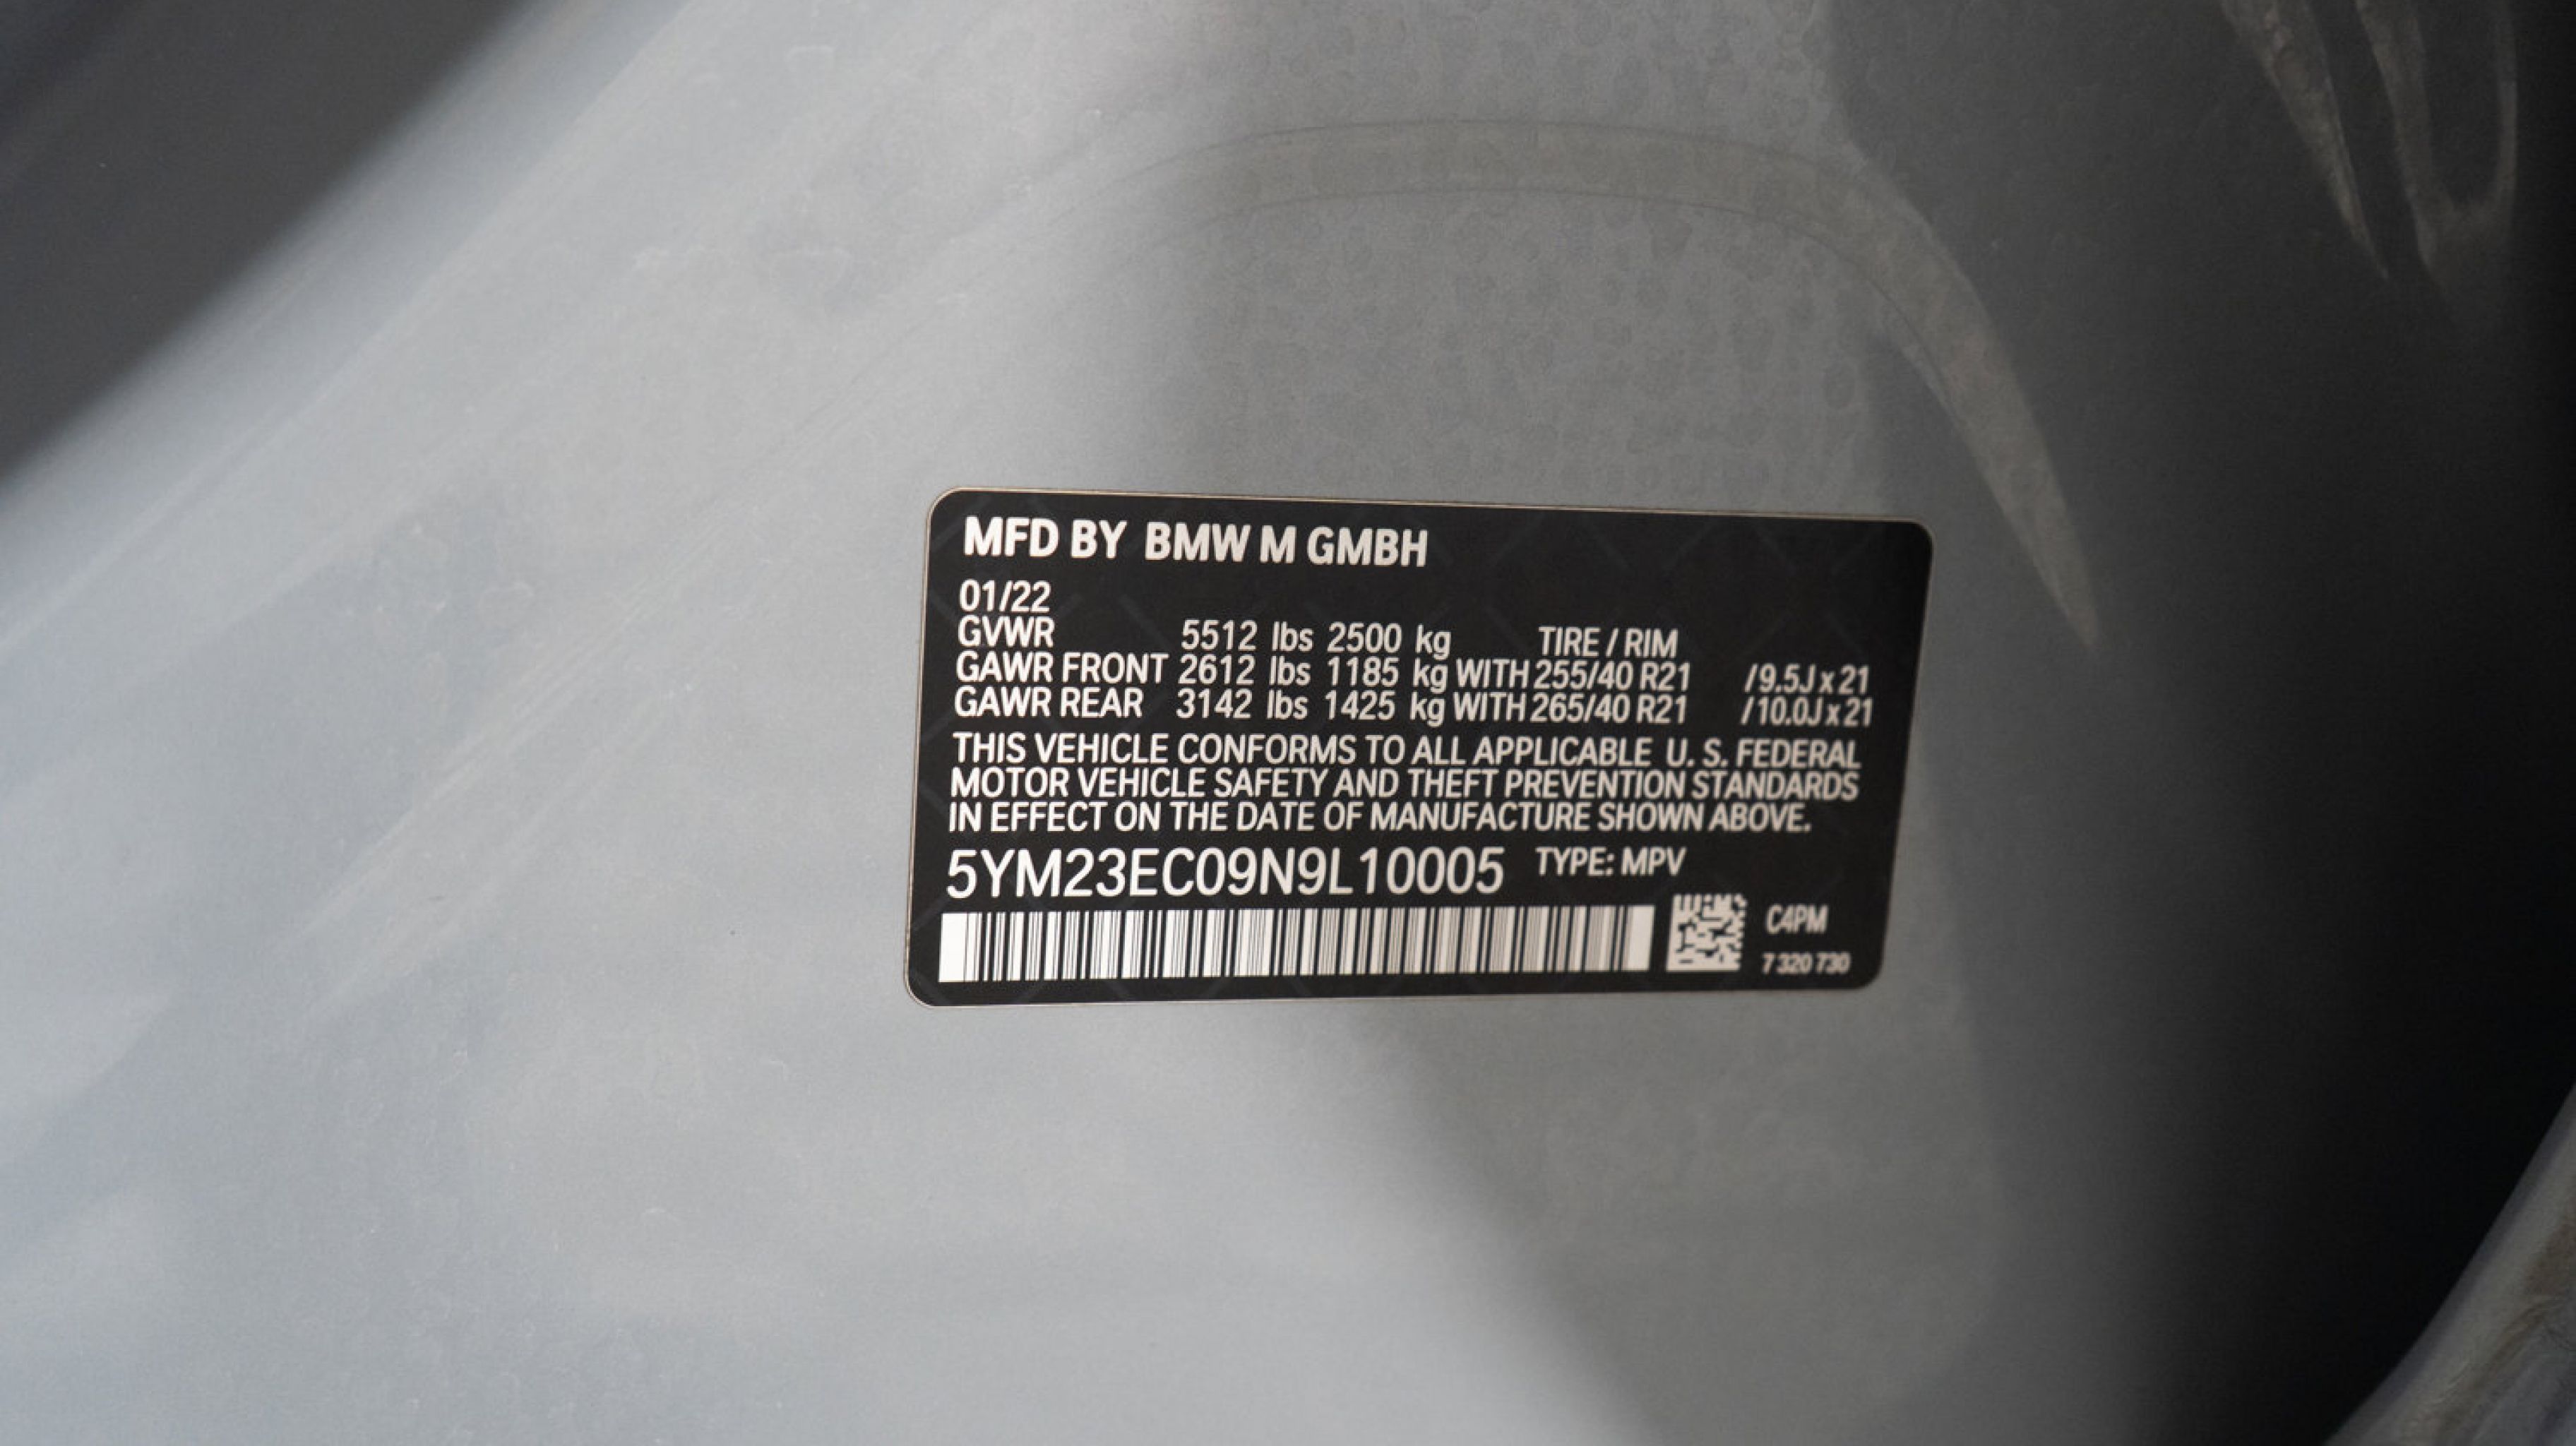 MFD BY BMW M GMBH
01/22
GVWR 5512 lbs 2500 kg TIRE / RIM
GAWR FRONT 2612 lbs 1185 kg WITH 255/40 R21 /9.5J x 21
GAWR REAR 3142 lbs 1425 kg WITH 265/40 R21 /10.0J x 21
THIS VEHICLE CONFORMS TO ALL APPLICABLE U. S. FEDERAL
MOTOR VEHICLE SAFETY AND THEFT PREVENTION STANDARDS
IN EFFECT ON THE DATE OF MANUFACTURE SHOWN ABOVE.
5YM23EC09N9L10005 TYPE: MPV
C4PM
7 320 730